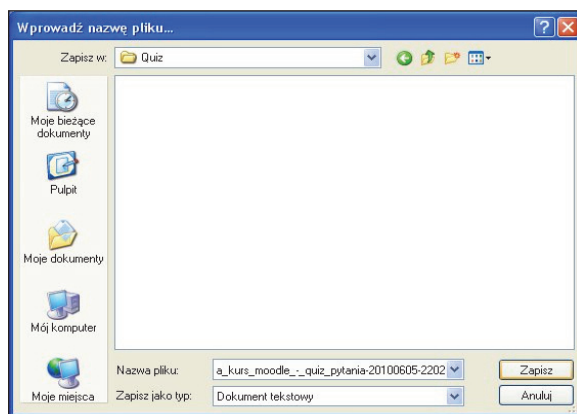 Wprowadź nazwę pliku...
Zapisz w:
Quiz
Moje bieżące
dokumenty
Pulpit
Moje dokumenty
Mój komputer
Moje miejsca
Nazwa pliku:
a_kurs_moodle_-_quiz_pytania-20100605-2202
Zapisz
Zapisz jako typ:
Dokument tekstowy
Anuluj